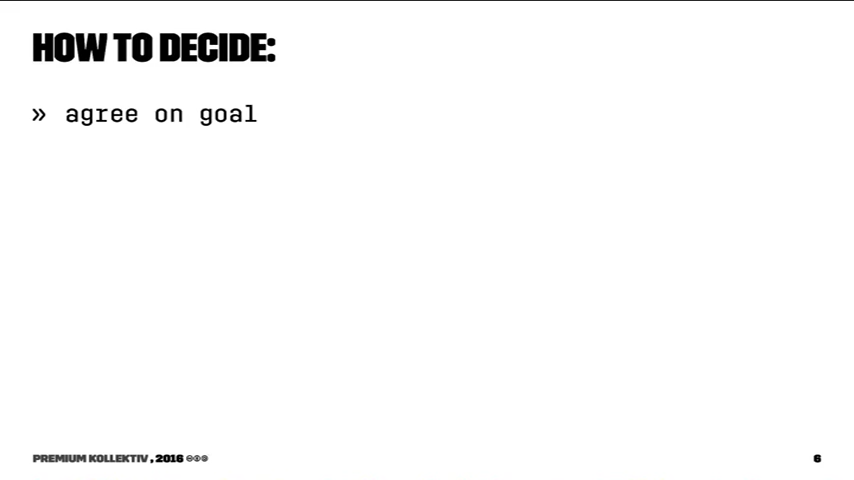 HOW TO DECIDE:
» agree on goal
PREMIUM KOLLEKTIV, 2016
6